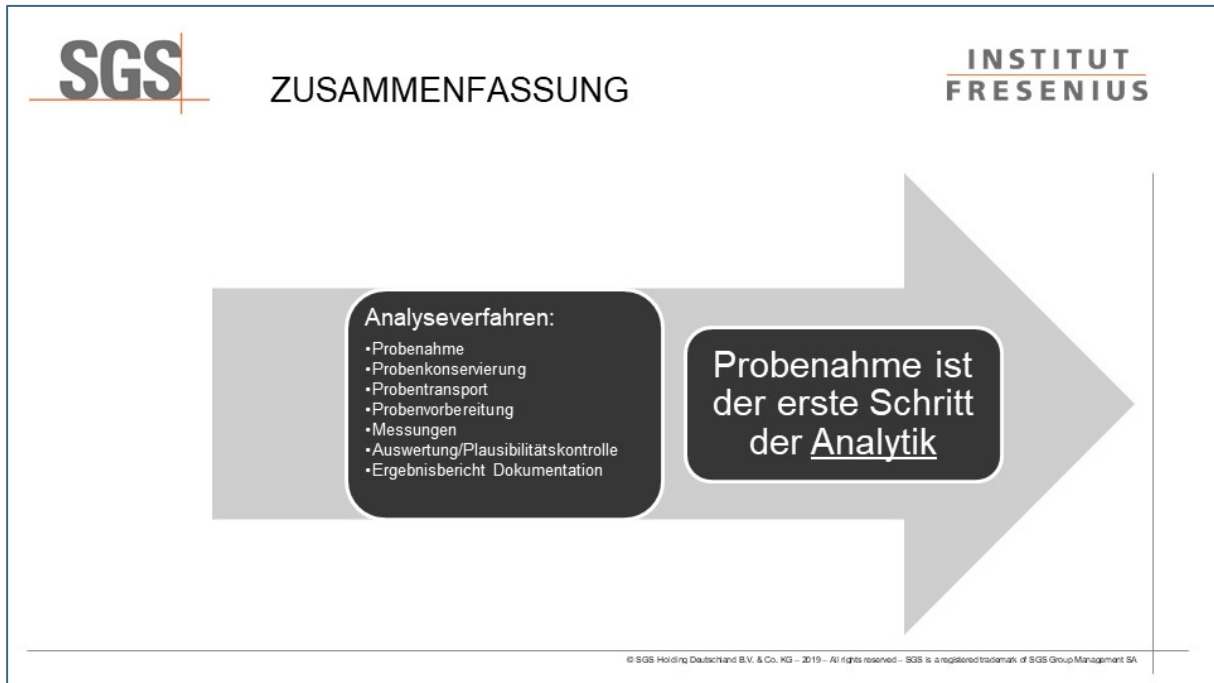 SGS
ZUSAMMENFASSUNG
INSTITUT
FRESENIUS
Analyseverfahren:
•Probenahme
•Probenkonservierung
•Probentransport
•Probenvorbereitung
•Messungen
•Auswertung/Plausibilitätskontrolle
•Ergebnisbericht Dokumentation
Probenahme ist
der erste Schritt
der Analytik
© SGS Holding Deutschland B.V. & Co. KG – 2019 – All rights reserved – SGS is a registered trademark of SGS Group Management SA